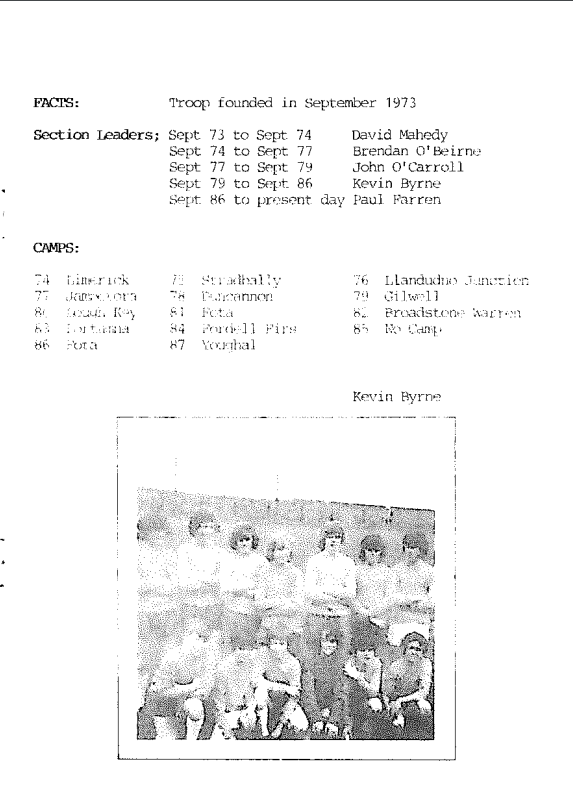 FACTS: Troop founded in September 1973
Section Leaders; Sept 73 to Sept 74 David Mahedy
Sept 74 to Sept 77 Brendan O'Beirne
Sept 77 to Sept 79 John O'Carroll
Sept 79 to Sept 86 Kevin Byrne
Sept 86 to present day Paul Farren
CAMPS:
74 Limerick 75 Stradbally 76 Llandudno Junction
77 78 Duncannon 79 Gilwell
80 Lough Key 81 Fota 82 Broadstone Warren
83 84 Fordell Firs 85 No Camp
86 Fota 87 Youghal
Kevin Byrne